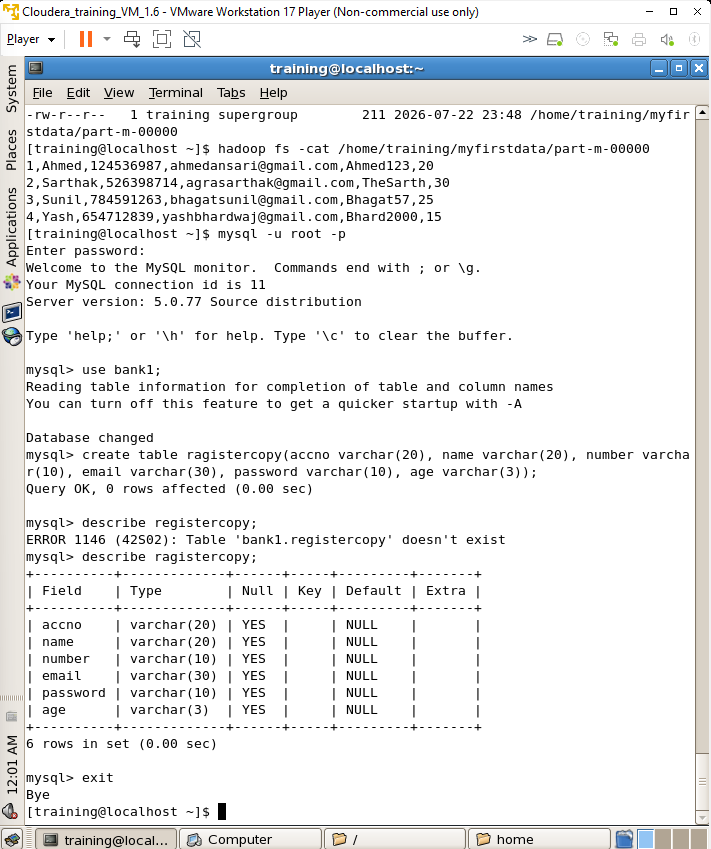 Cloudera_training_VM_1.6 - VMware Workstation 17 Player (Non-commercial use only)
Player
training@localhost:~
File Edit View Terminal Tabs Help
System
Places
Applications
12:01 AM
-rw-r--r--   1 training supergroup        211 2026-07-22 23:48 /home/training/myfir
stdata/part-m-00000
[training@localhost ~]$ hadoop fs -cat /home/training/myfirstdata/part-m-00000
1,Ahmed,124536987,ahmedansari@gmail.com,Ahmed123,20
2,Sarthak,526398714,agrasarthak@gmail.com,TheSarth,30
3,Sunil,784591263,bhagatsunil@gmail.com,Bhagat57,25
4,Yash,654712839,yashbhardwaj@gmail.com,Bhard2000,15
[training@localhost ~]$ mysql -u root -p
Enter password:
Welcome to the MySQL monitor.  Commands end with ; or \g.
Your MySQL connection id is 11
Server version: 5.0.77 Source distribution
Type 'help;' or '\h' for help. Type '\c' to clear the buffer.
mysql> use bank1;
Reading table information for completion of table and column names
You can turn off this feature to get a quicker startup with -A
Database changed
mysql> create table ragistercopy(accno varchar(20), name varchar(20), number varcha
r(10), email varchar(30), password varchar(10), age varchar(3));
Query OK, 0 rows affected (0.00 sec)
mysql> describe registercopy;
ERROR 1146 (42S02): Table 'bank1.registercopy' doesn't exist
mysql> describe ragistercopy;
+----------+-------------+------+-----+---------+-------+
| Field    | Type        | Null | Key | Default | Extra |
+----------+-------------+------+-----+---------+-------+
| accno    | varchar(20) | YES  |     | NULL    |       |
| name     | varchar(20) | YES  |     | NULL    |       |
| number   | varchar(10) | YES  |     | NULL    |       |
| email    | varchar(30) | YES  |     | NULL    |       |
| password | varchar(10) | YES  |     | NULL    |       |
| age      | varchar(3)  | YES  |     | NULL    |       |
+----------+-------------+------+-----+---------+-------+
6 rows in set (0.00 sec)
mysql> exit
Bye
[training@localhost ~]$
training@local... Computer / home